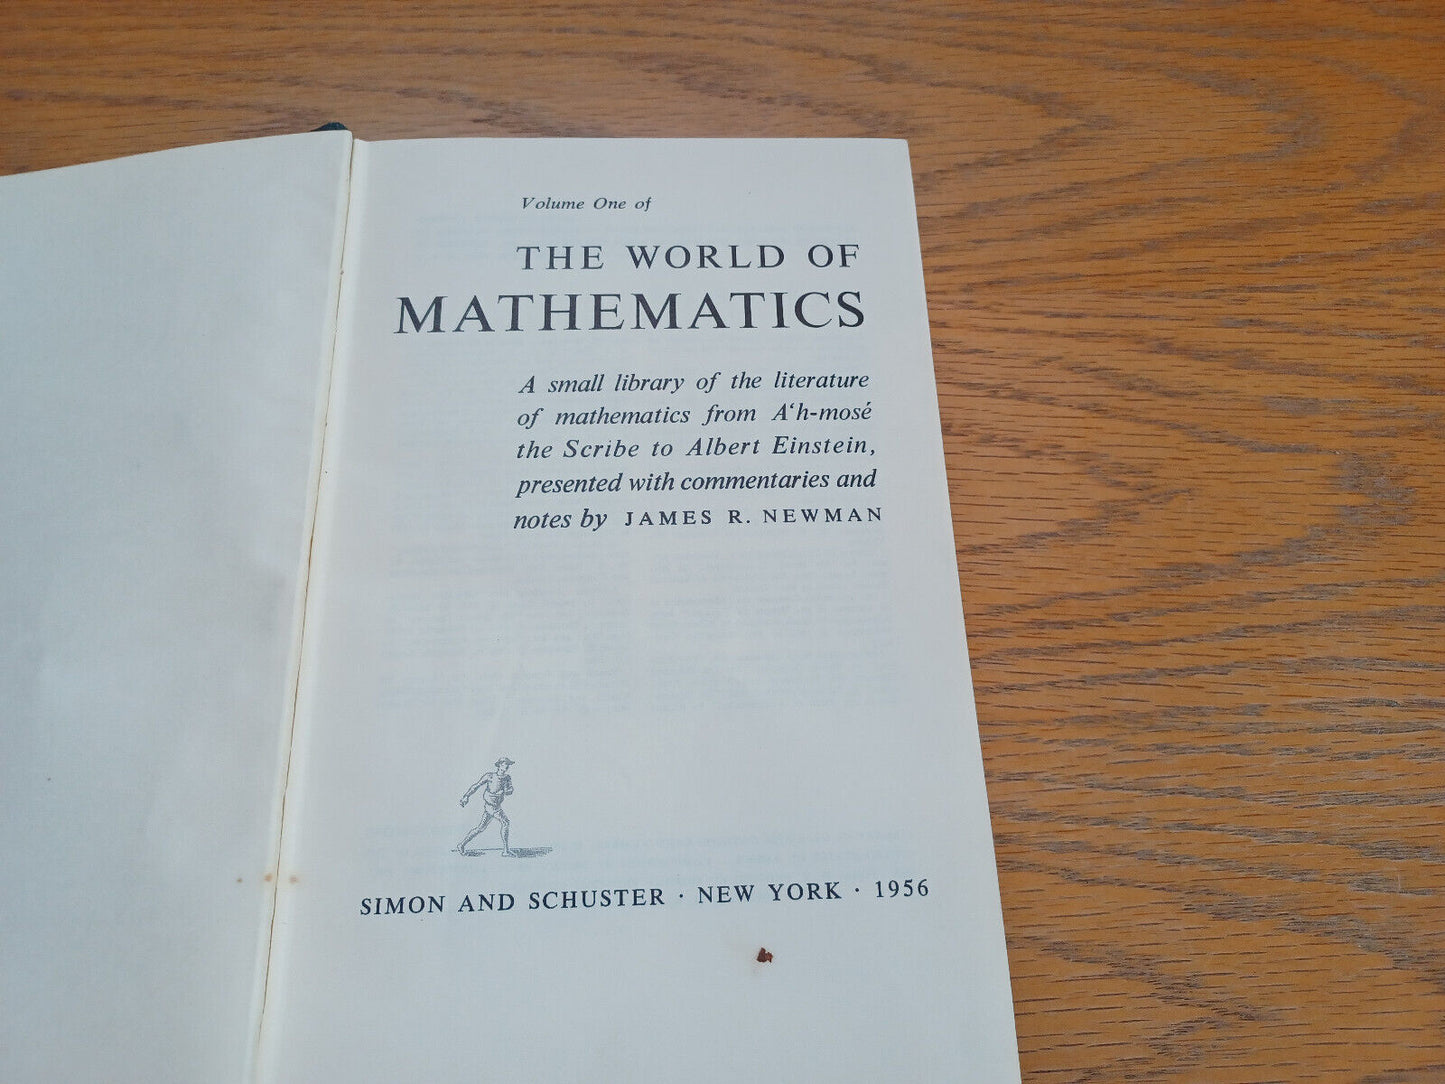 Volume One of
THE WORLD OF
MATHEMATICS
A small library of the literature
of mathematics from A‘h-mosé
the Scribe to Albert Einstein,
presented with commentaries and
notes by JAMES R. NEWMAN
SIMON AND SCHUSTER · NEW YORK · 1956